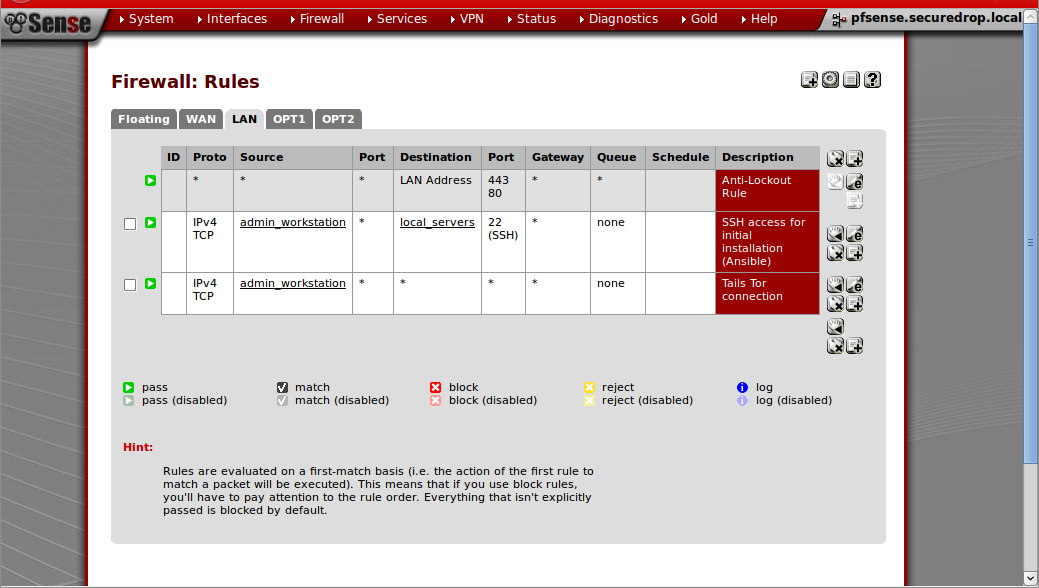 Sense
System Interfaces Firewall Services VPN Status Diagnostics Gold Help pfsense.securedrop.local
Firewall: Rules
Floating WAN LAN OPT1 OPT2
ID Proto Source Port Destination Port Gateway Queue Schedule Description
* * * LAN Address 443 * * Anti-Lockout
80 Rule
IPv4 admin_workstation * local_servers 22 * none SSH access for
TCP (SSH) initial
installation
(Ansible)
IPv4 admin_workstation * * * * none Tails Tor
TCP connection
pass match block reject log
pass (disabled) match (disabled) block (disabled) reject (disabled) log (disabled)
Hint:
Rules are evaluated on a first-match basis (i.e. the action of the first rule to
match a packet will be executed). This means that if you use block rules,
you'll have to pay attention to the rule order. Everything that isn't explicitly
passed is blocked by default.